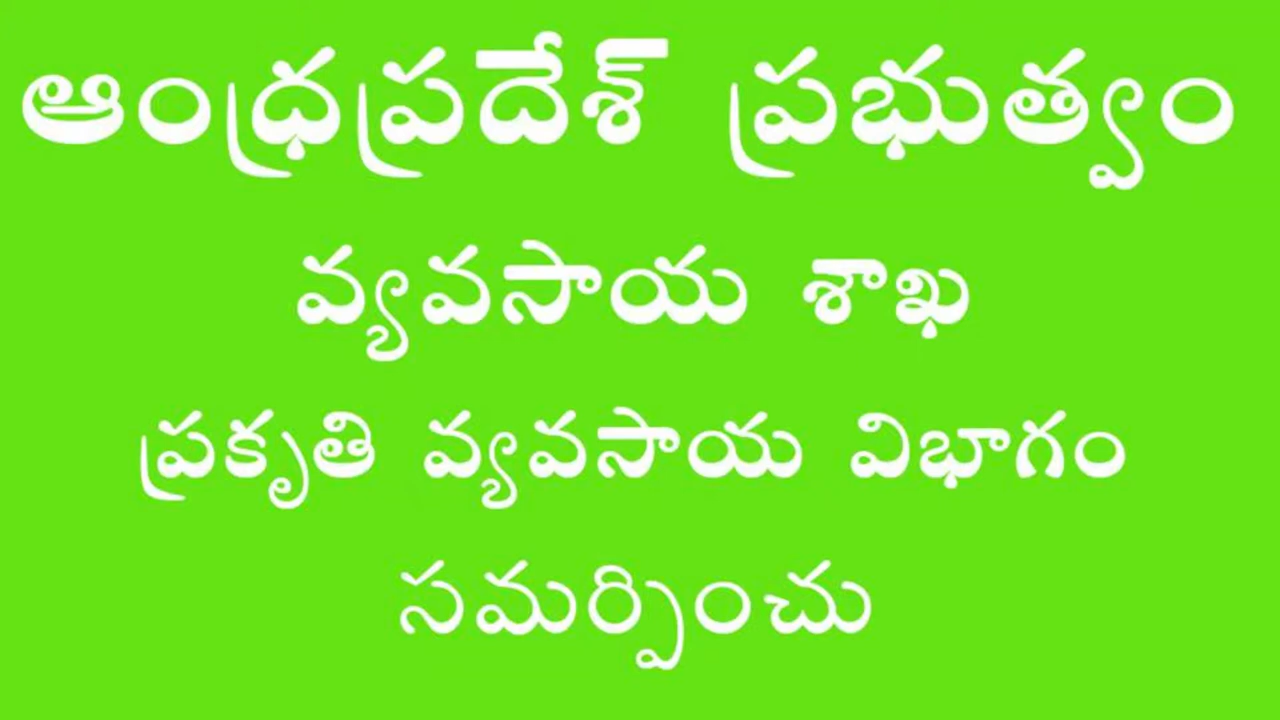 ఆంధ్రప్రదేశ్ ప్రభుత్వం
వ్యవసాయ శాఖ
ప్రకృతి వ్యవసాయ విభాగం
సమర్పించు